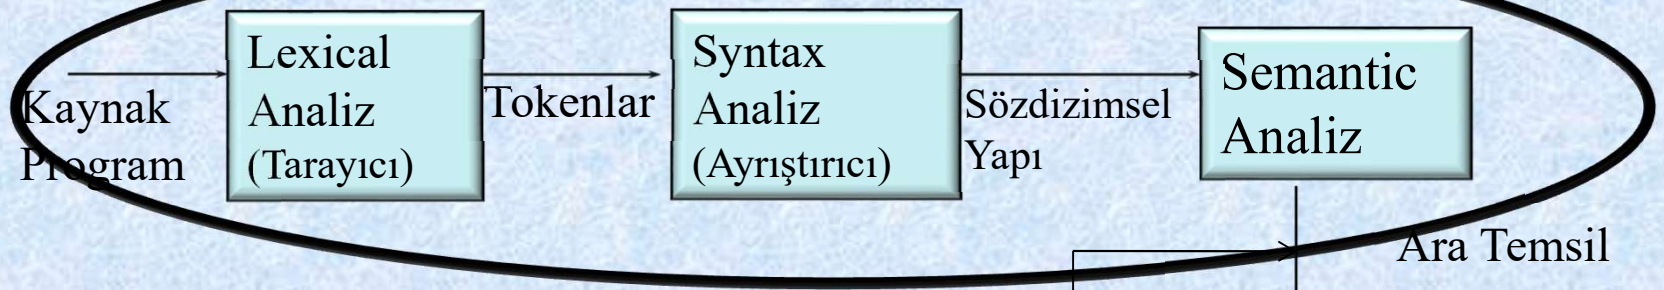 Kaynak
Program
Lexical
Analiz
(Tarayıcı)
Tokenlar
Syntax
Analiz
(Ayrıştırıcı)
Sözdizimsel
Yapı
Semantic
Analiz
Ara Temsil